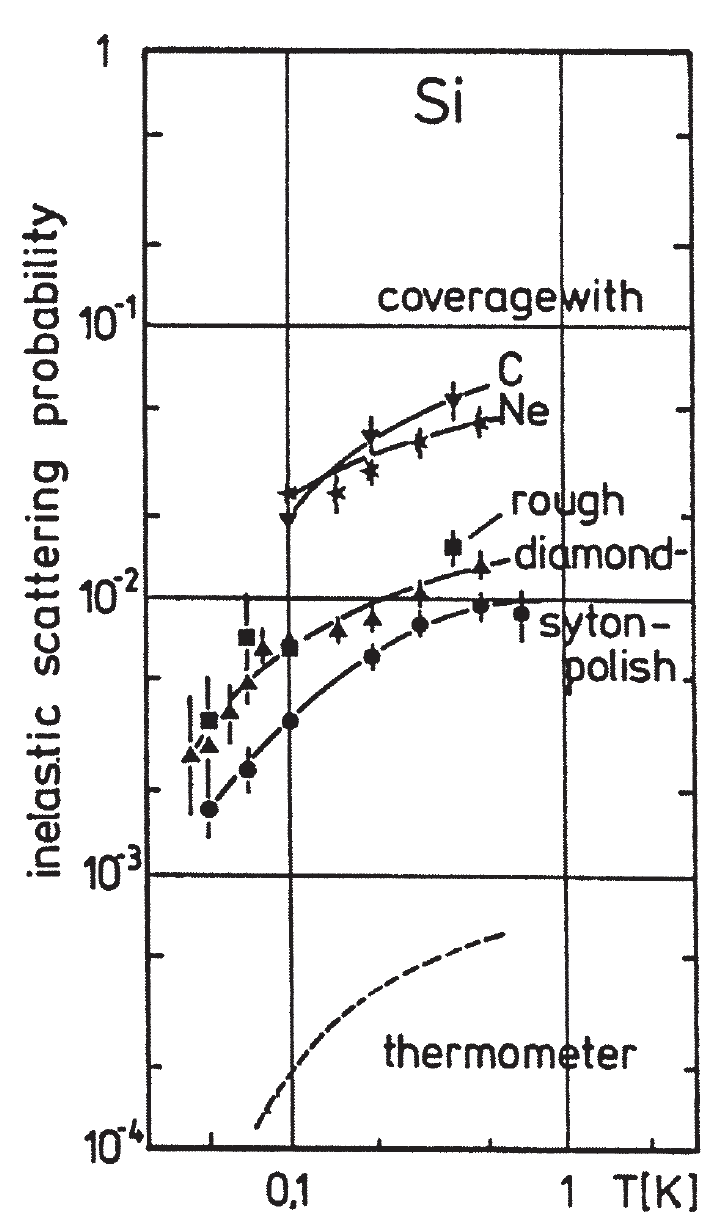 Si
1
10-1
10-2
10-3
10-4
inelastic scattering probability
coverage with
C
Ne
rough
diamond-
syton-
polish
thermometer
0,1
1
T[K]